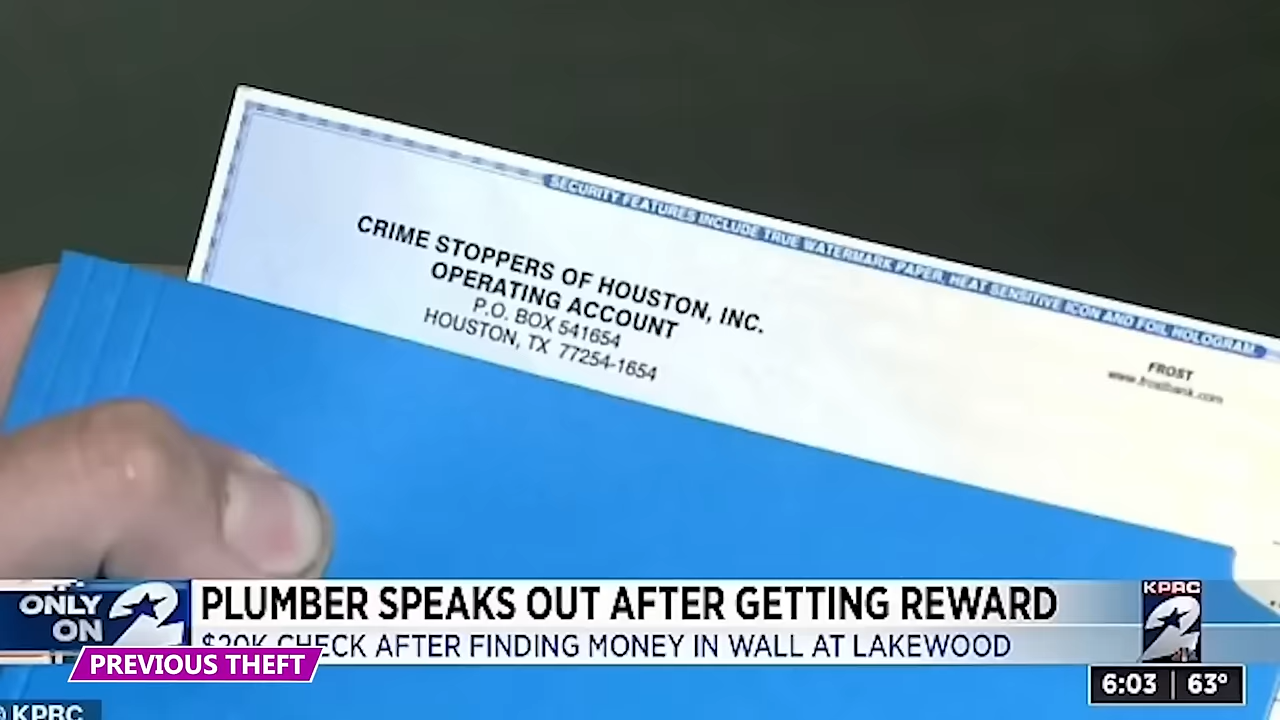 SECURITY FEATURES INCLUDE TRUE WATERMARK PAPER, HEAT SENSITIVE ICON AND FOIL HOLOGRAM
CRIME STOPPERS OF HOUSTON, INC.
OPERATING ACCOUNT
P.O. BOX 541654
HOUSTON, TX 77254-1654
FROST
www.frostbank.com
ONLY
ON 2
PLUMBER SPEAKS OUT AFTER GETTING REWARD
$20K CHECK AFTER FINDING MONEY IN WALL AT LAKEWOOD
KPRC
2
PREVIOUS THEFT
6:03 63°
KPRC